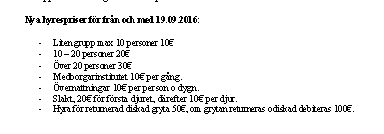 Nya hyrespriser för från och med 19.09 2016:
- Liten grupp max 10 personer 10€
- 10 – 20 personer 20€
- Över 20 personer 30€
- Medborgarinstitutet 10€ per gång.
- Övernattningar 10€ per person o dygn.
- Slakt, 20€ för första djuret, därefter 10€ per djur.
- Hyra för returnerad diskad gryta 50€, om grytan returneras odiskad debiteras 100€.